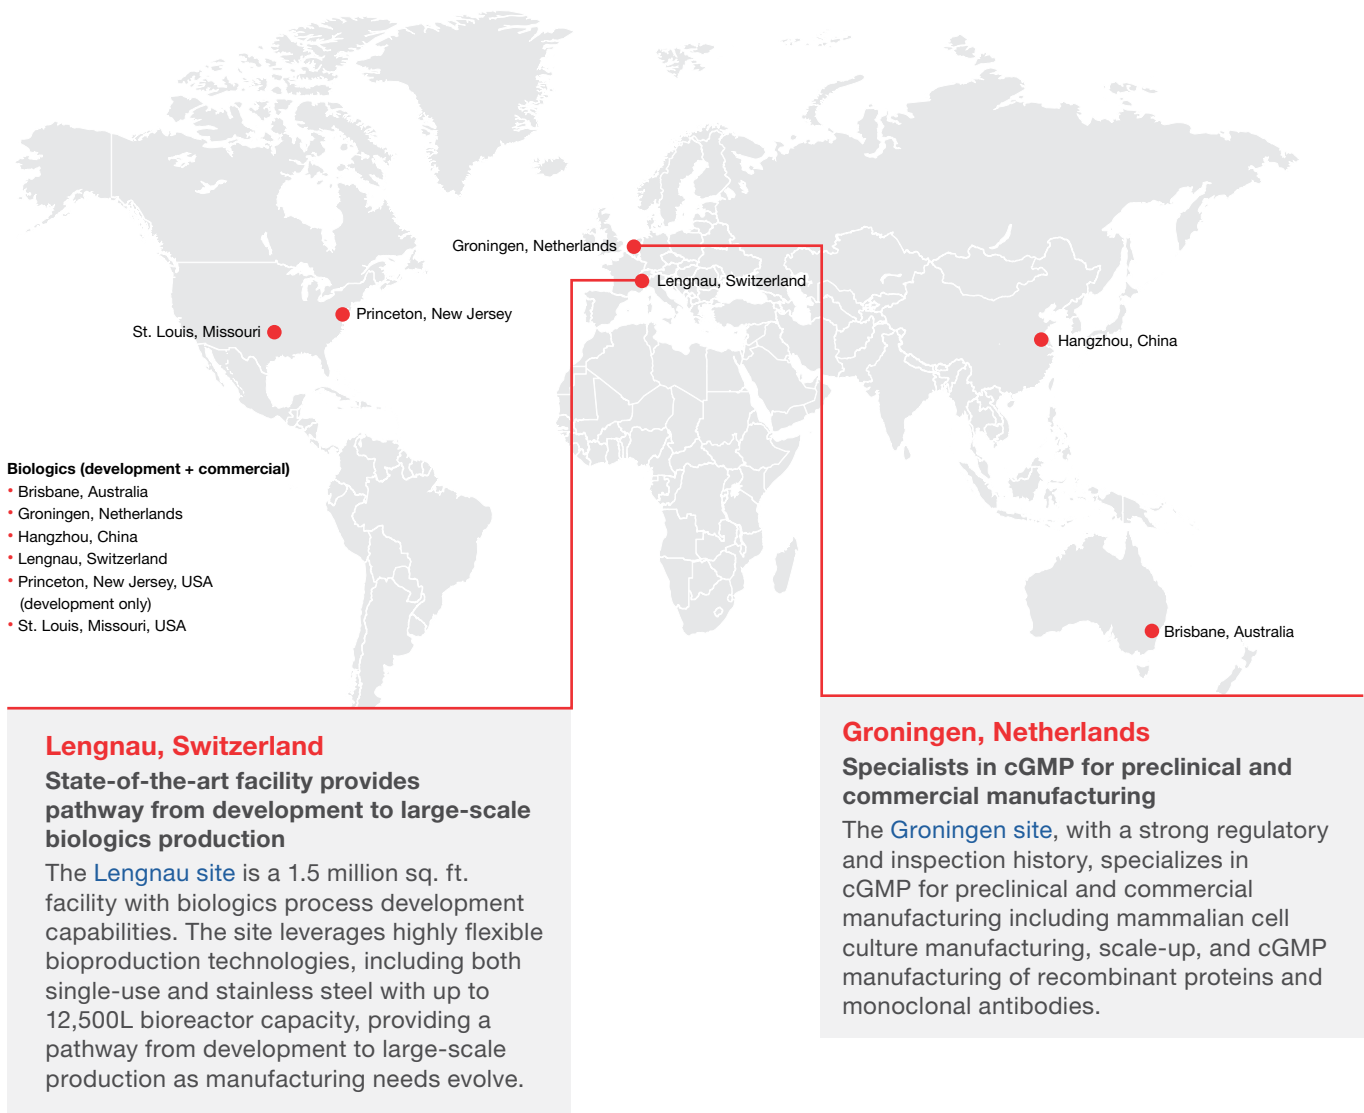 Groningen, Netherlands
Lengnau, Switzerland
Princeton, New Jersey
St. Louis, Missouri
Hangzhou, China
Biologics (development + commercial)
• Brisbane, Australia
• Groningen, Netherlands
• Hangzhou, China
• Lengnau, Switzerland
• Princeton, New Jersey, USA
(development only)
• St. Louis, Missouri, USA
Brisbane, Australia
Lengnau, Switzerland
State-of-the-art facility provides
pathway from development to large-scale
biologics production
The Lengnau site is a 1.5 million sq. ft.
facility with biologics process development
capabilities. The site leverages highly flexible
bioproduction technologies, including both
single-use and stainless steel with up to
12,500L bioreactor capacity, providing a
pathway from development to large-scale
production as manufacturing needs evolve.
Groningen, Netherlands
Specialists in cGMP for preclinical and
commercial manufacturing
The Groningen site, with a strong regulatory
and inspection history, specializes in
cGMP for preclinical and commercial
manufacturing including mammalian cell
culture manufacturing, scale-up, and cGMP
manufacturing of recombinant proteins and
monoclonal antibodies.